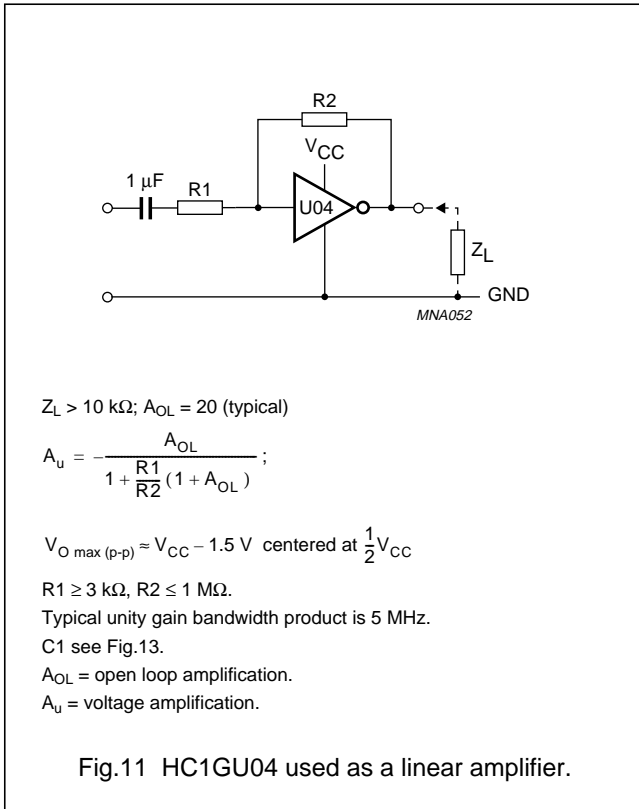 R2
V_CC
1 μF
R1
U04
Z_L
GND
MNA052
Z_L > 10 kΩ; A_OL = 20 (typical)
A_u = − A_OL / (1 + R1/R2 (1 + A_OL)) ;
V_O max (p-p) ≈ V_CC − 1.5 V centered at 1/2 V_CC
R1 ≥ 3 kΩ, R2 ≤ 1 MΩ.
Typical unity gain bandwidth product is 5 MHz.
C1 see Fig.13.
A_OL = open loop amplification.
A_u = voltage amplification.
Fig.11 HC1GU04 used as a linear amplifier.